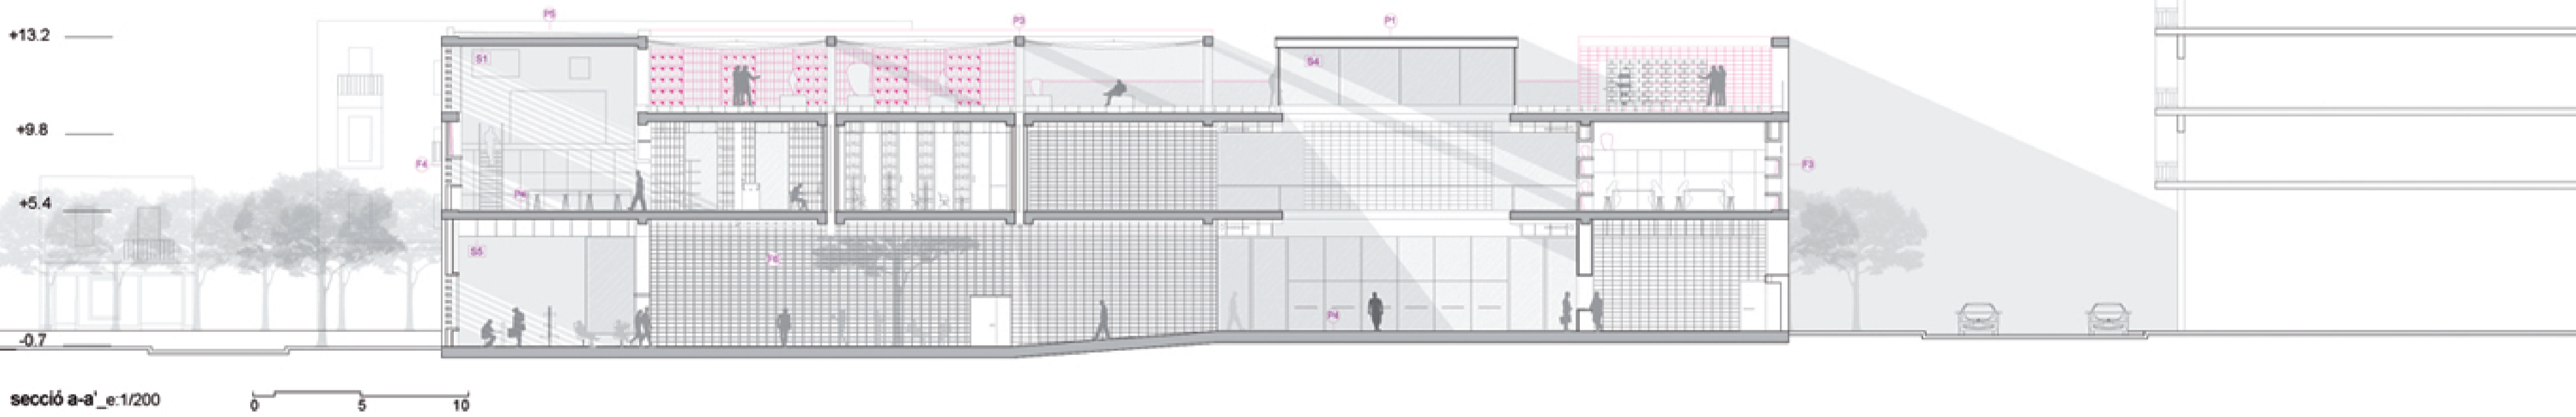 P5
P3
P1
+13.2
S1
S4
+9.8
F4
F3
+5.4
S5
F6
P4
-0.7
secció a-a'_e:1/200
0 5 10